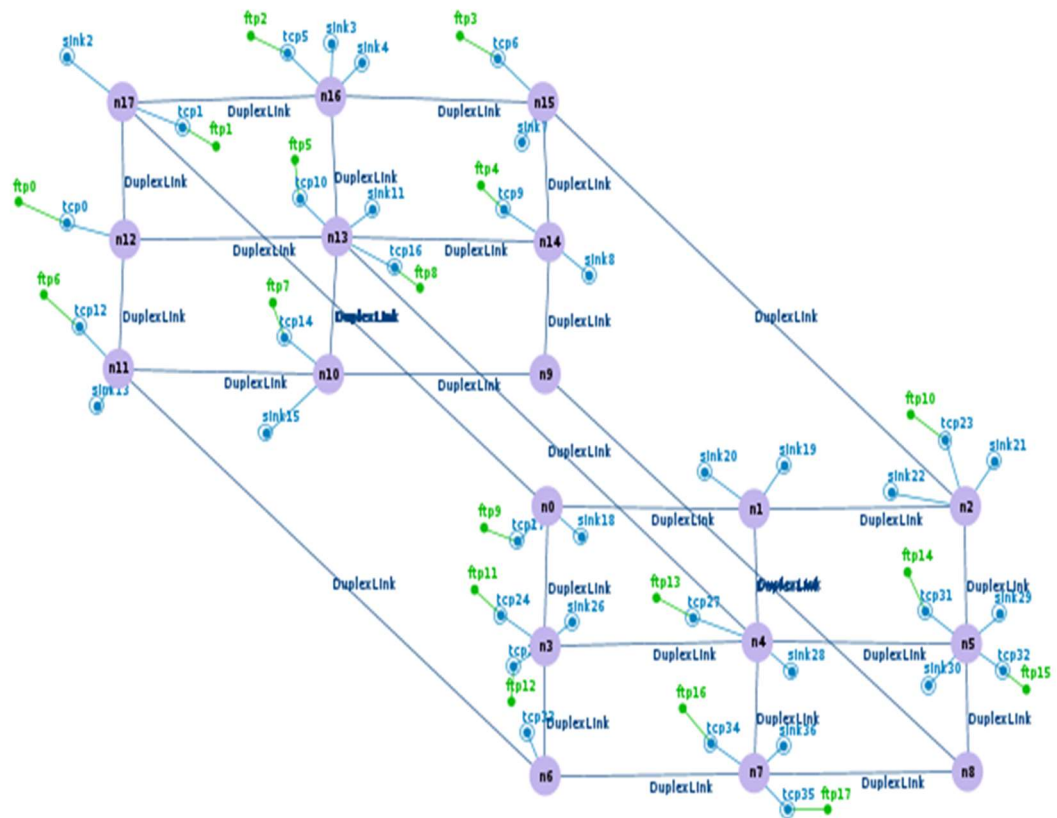 ftp2
sink3
ftp3
sink2
tcp5
sink4
tcp6
n17
n16
n15
DuplexLink
DuplexLink
tcp1
ftp1
sink7
ftp5
ftp4
DuplexLink
DuplexLink
DuplexLink
ftp0
tcp10
sink11
tcp9
tcp0
n12
n13
n14
DuplexLink
DuplexLink
tcp16
ftp8
sink8
ftp6
ftp7
tcp12
tcp14
DuplexLink
DuplexLink
DuplexLink
DuplexLink
n11
n10
n9
DuplexLink
DuplexLink
sink13
sink15
ftp10
tcp23
DuplexLink
sink20
sink19
sink21
sink22
n0
n1
n2
ftp9
sink18
DuplexLink
DuplexLink
ftp11
ftp13
ftp14
DuplexLink
DuplexLink
DuplexLink
DuplexLink
tcp24
sink26
tcp27
tcp31
sink29
n3
n4
n5
DuplexLink
DuplexLink
sink28
sink30
tcp32
ftp12
ftp16
ftp15
DuplexLink
DuplexLink
DuplexLink
tcp34
sink36
n6
n7
n8
DuplexLink
DuplexLink
tcp35
ftp17